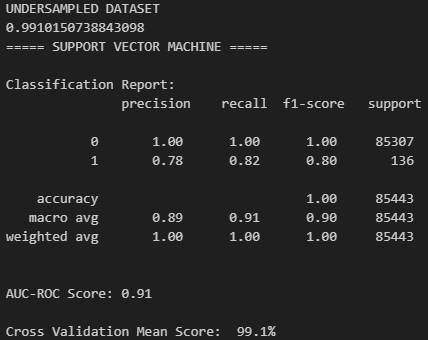 UNDERSAMPLED DATASET
0.9910150738843098
===== SUPPORT VECTOR MACHINE =====
Classification Report:
precision recall f1-score support
0 1.00 1.00 1.00 85307
1 0.78 0.82 0.80 136
accuracy 1.00 85443
macro avg 0.89 0.91 0.90 85443
weighted avg 1.00 1.00 1.00 85443
AUC-ROC Score: 0.91
Cross Validation Mean Score: 99.1%